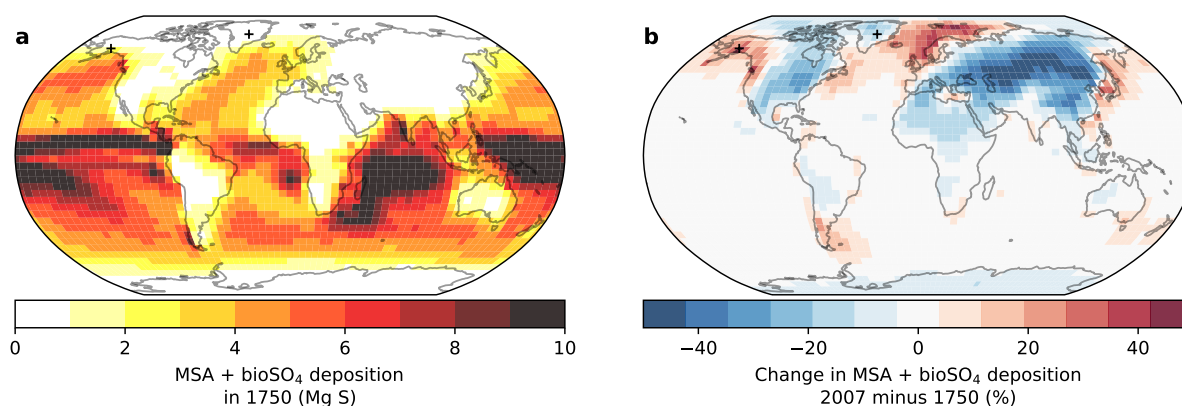 a
b
0 2 4 6 8 10
MSA + bioSO₄ deposition
in 1750 (Mg S)
−40 −20 0 20 40
Change in MSA + bioSO₄ deposition
2007 minus 1750 (%)